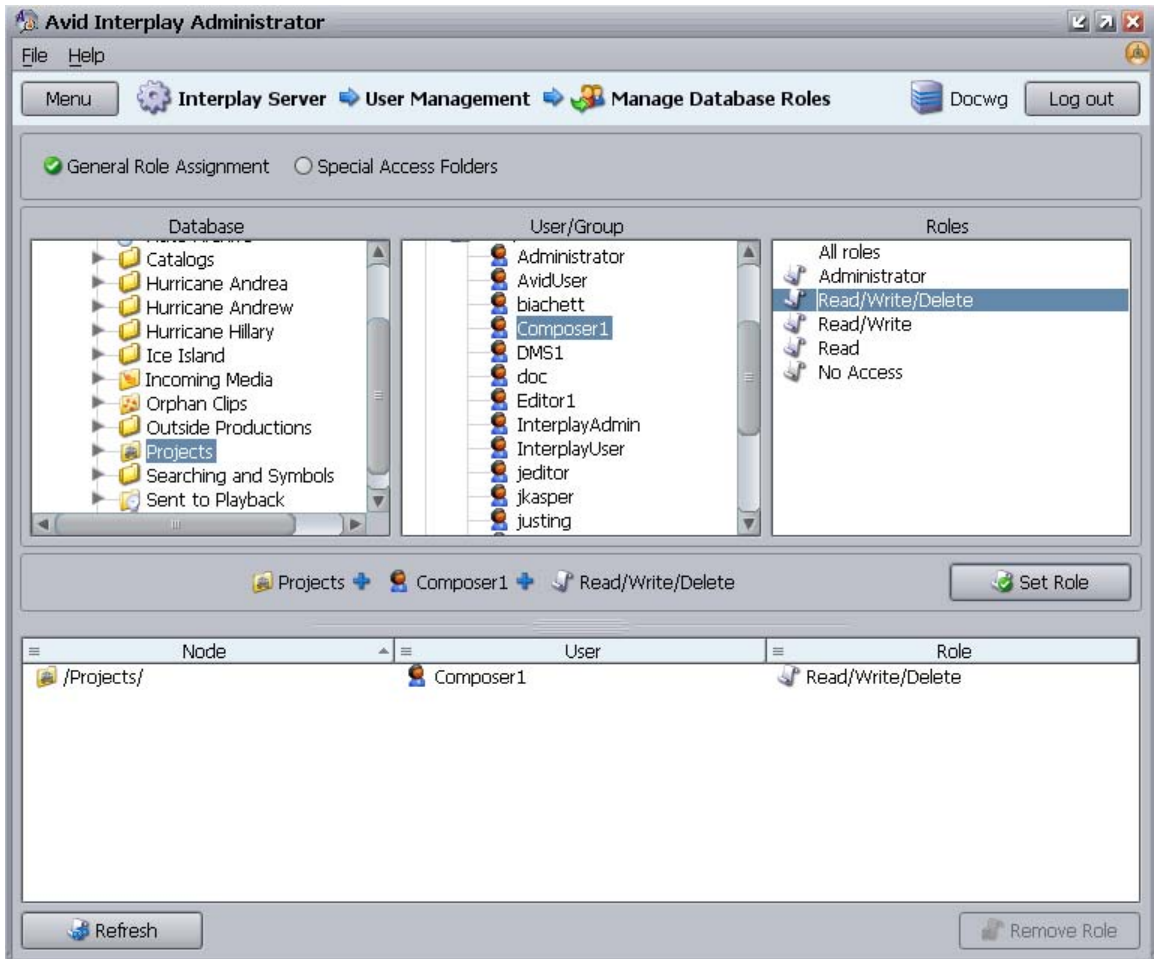 Avid Interplay Administrator
File Help
Menu Interplay Server User Management Manage Database Roles Docwg Log out
General Role Assignment Special Access Folders
Database User/Group Roles
Catalogs
Hurricane Andrea
Hurricane Andrew
Hurricane Hillary
Ice Island
Incoming Media
Orphan Clips
Outside Productions
Projects
Searching and Symbols
Sent to Playback
Administrator
AvidUser
biachett
Composer1
DMS1
doc
Editor1
InterplayAdmin
InterplayUser
jeditor
jkasper
justing
All roles
Administrator
Read/Write/Delete
Read/Write
Read
No Access
Projects Composer1 Read/Write/Delete Set Role
Node User Role
/Projects/ Composer1 Read/Write/Delete
Refresh Remove Role